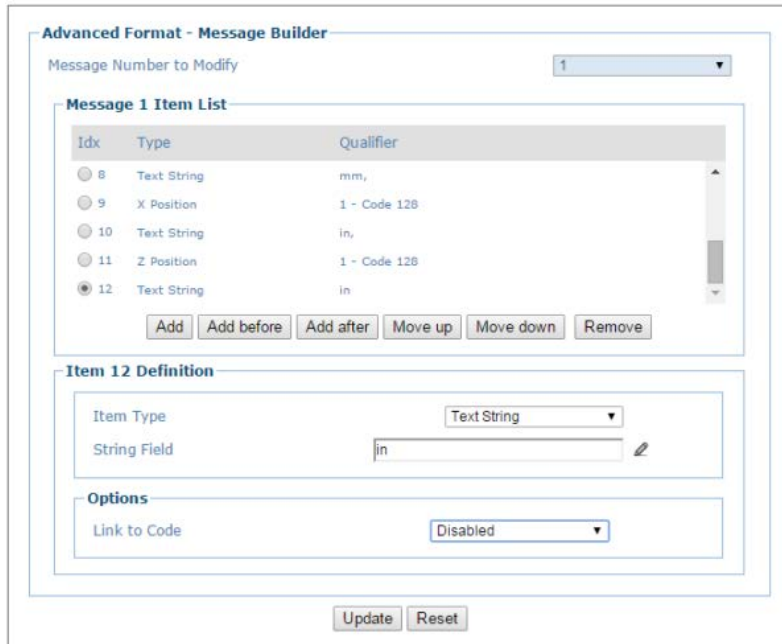 Advanced Format - Message Builder
Message Number to Modify 1
Message 1 Item List
Idx Type Qualifier
8 Text String mm,
9 X Position 1 - Code 128
10 Text String in,
11 Z Position 1 - Code 128
12 Text String in
Add Add before Add after Move up Move down Remove
Item 12 Definition
Item Type Text String
String Field in
Options
Link to Code Disabled
Update Reset